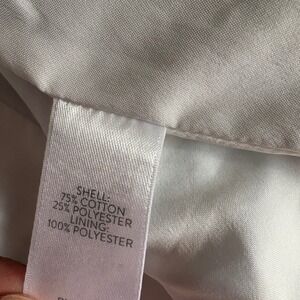 SHELL:
75% COTTON
25% POLYESTER
LINING:
100% POLYESTER